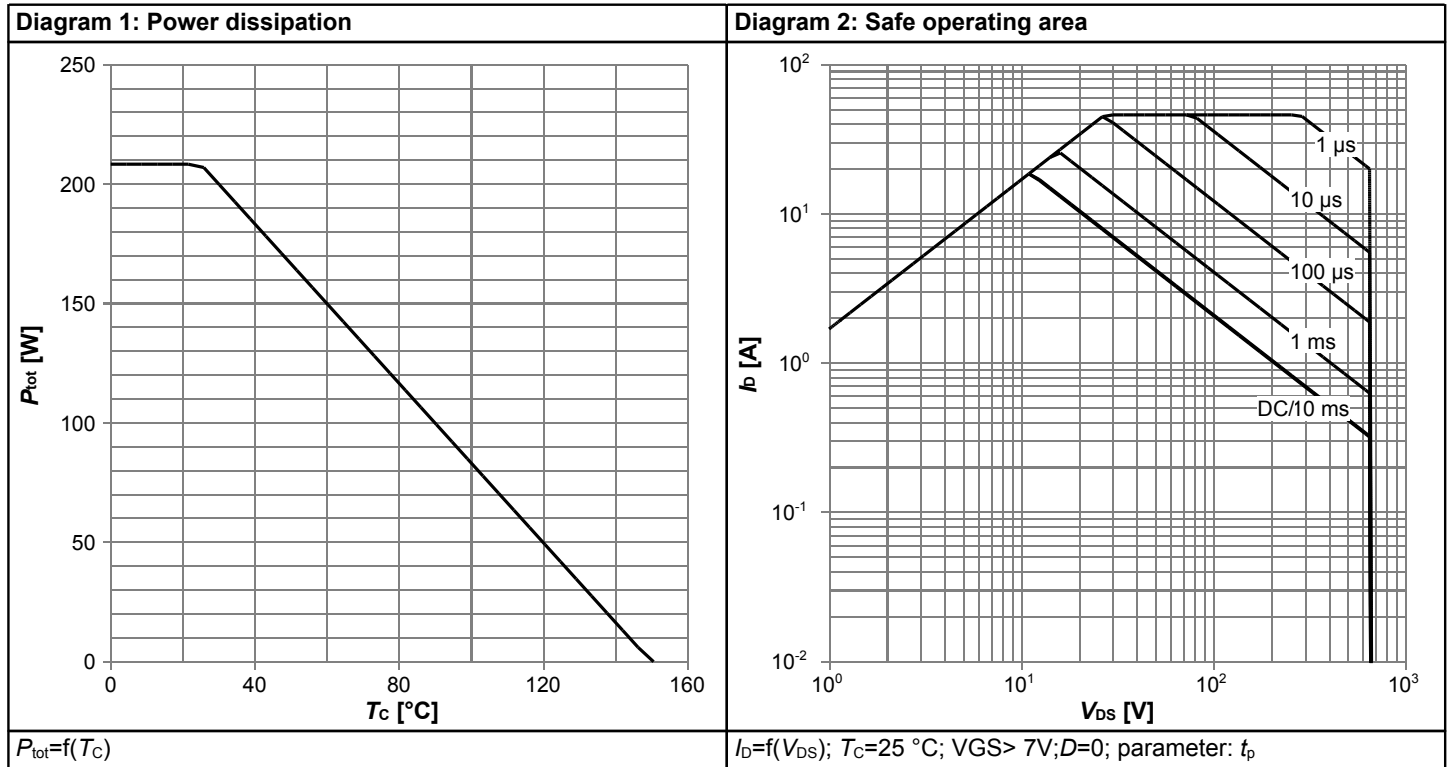 Diagram 1: Power dissipation
250
200
150
100
50
0
0
40
80
120
160
Ptot [W]
TC [°C]
Ptot=f(TC)
Diagram 2: Safe operating area
10²
10¹
10⁰
10⁻¹
10⁻²
10⁰
10¹
10²
10³
ID [A]
1 µs
10 µs
100 µs
1 ms
DC/10 ms
VDS [V]
ID=f(VDS); TC=25 °C; VGS> 7V;D=0; parameter: tp